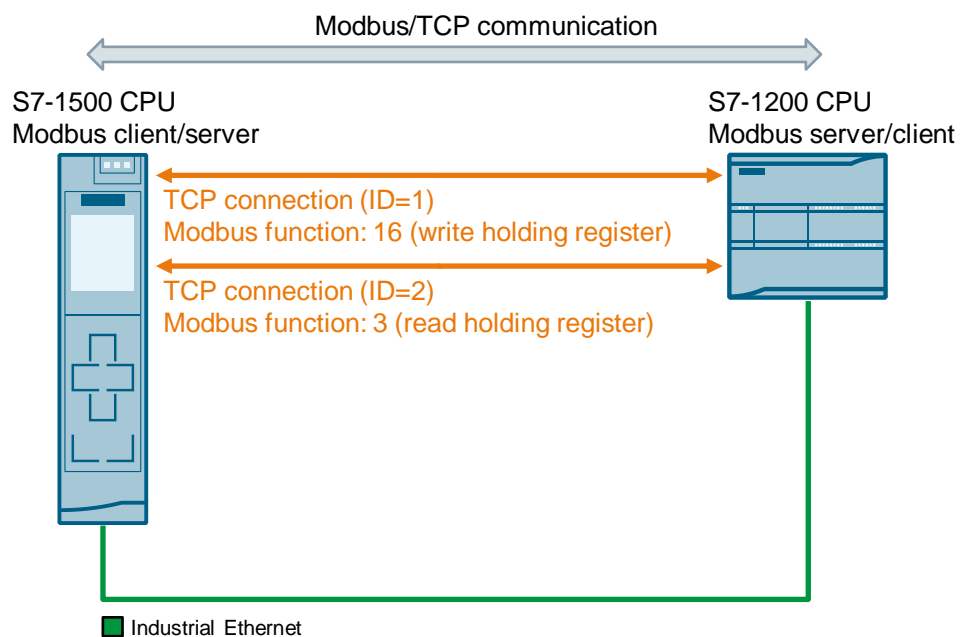 Modbus/TCP communication
S7-1500 CPU
Modbus client/server
S7-1200 CPU
Modbus server/client
TCP connection (ID=1)
Modbus function: 16 (write holding register)
TCP connection (ID=2)
Modbus function: 3 (read holding register)
Industrial Ethernet